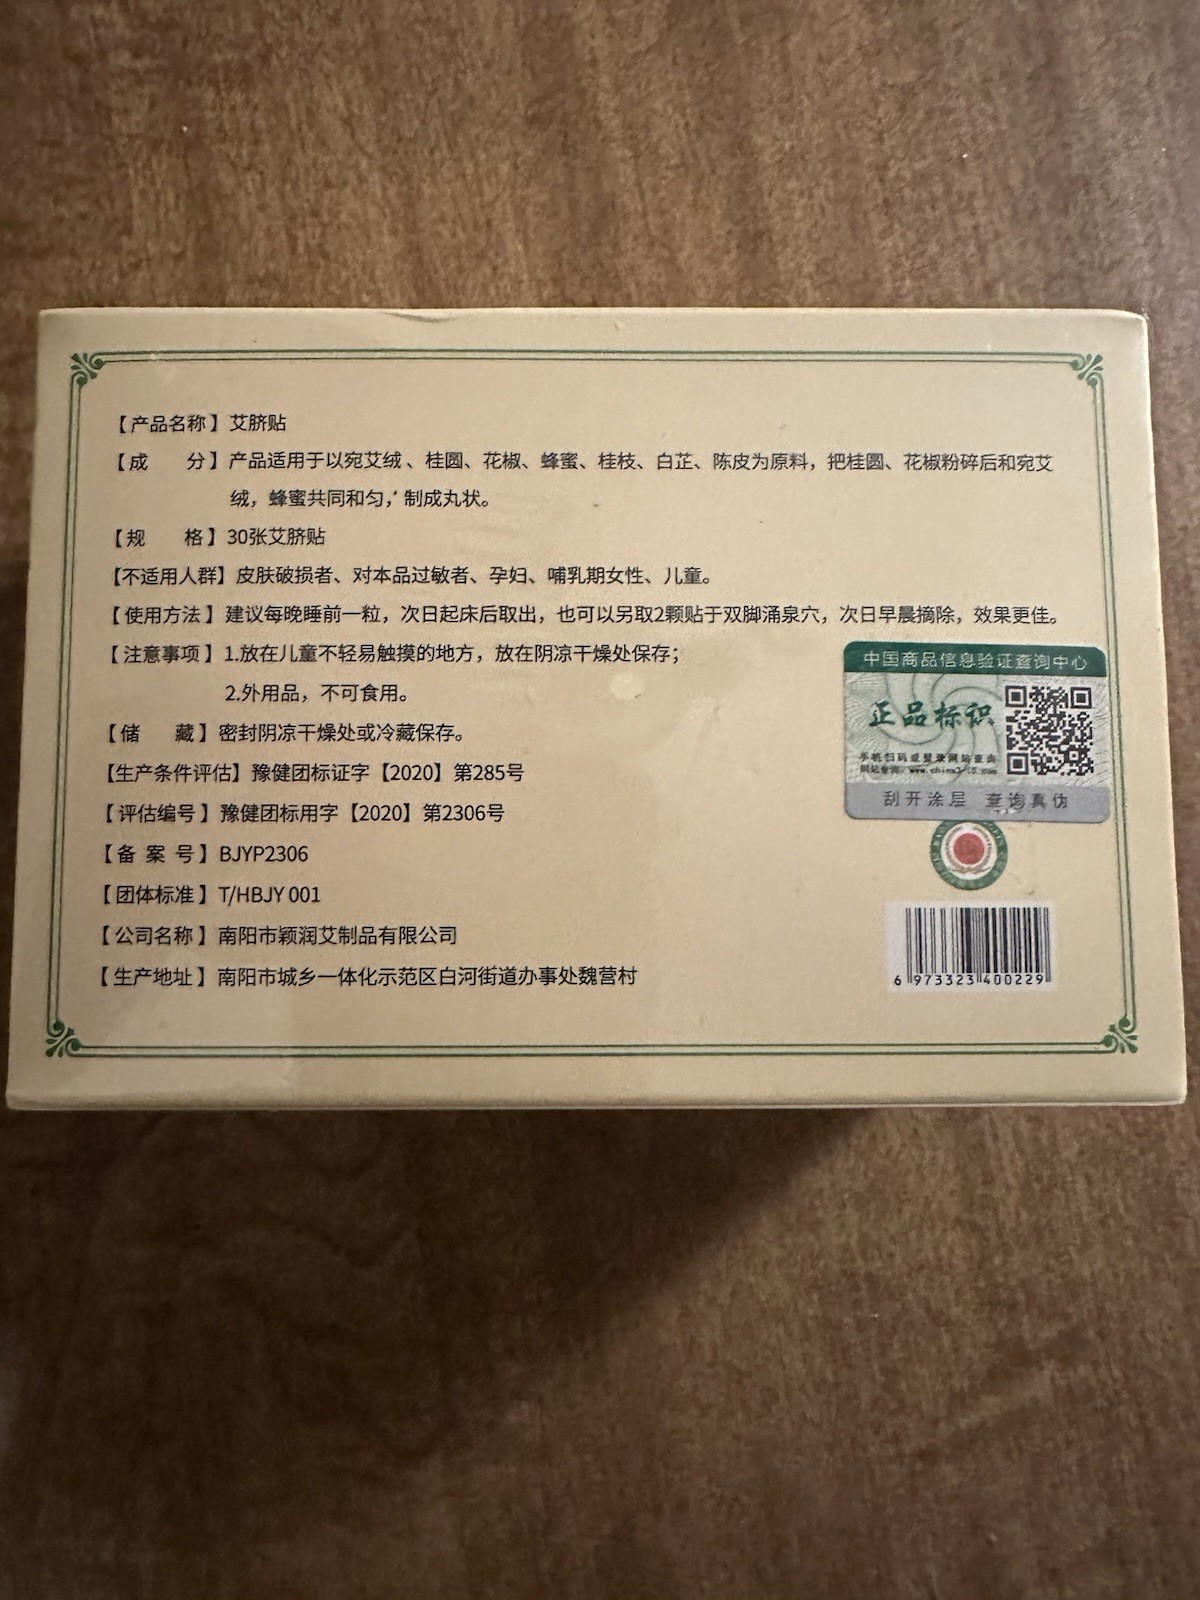 【产品名称】艾脐贴
【成　　分】产品适用于以宛艾绒、桂圆、花椒、蜂蜜、桂枝、白芷、陈皮为原料，把桂圆、花椒粉碎后和宛艾
绒，蜂蜜共同和匀，制成丸状。
【规　　格】30张艾脐贴
【不适用人群】皮肤破损者、对本品过敏者、孕妇、哺乳期女性、儿童。
【使用方法】建议每晚睡前一粒，次日起床后取出，也可以另取2颗贴于双脚涌泉穴，次日早晨摘除，效果更佳。
【注意事项】1.放在儿童不轻易触摸的地方，放在阴凉干燥处保存；
2.外用品，不可食用。
【储　　藏】密封阴凉干燥处或冷藏保存。
【生产条件评估】豫健团标证字【2020】第285号
【评估编号】豫健团标用字【2020】第2306号
【备 案 号】BJYP2306
【团体标准】T/HBJY 001
【公司名称】南阳市颖润艾制品有限公司
【生产地址】南阳市城乡一体化示范区白河街道办事处魏营村
中国商品信息验证查询中心
正品标识
手机扫码或登录网站查询
刮开涂层 查询真伪
6 973323 400229